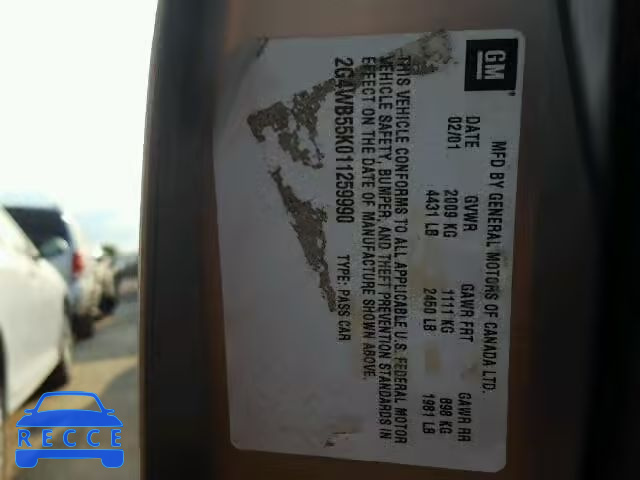 GM
MFD BY GENERAL MOTORS OF CANADA LTD.
DATE GVWR GAWR FRT GAWR RR
02/01 2009 KG 1111 KG 898 KG
4431 LB 2450 LB 1981 LB
THIS VEHICLE CONFORMS TO ALL APPLICABLE U.S. FEDERAL MOTOR
VEHICLE SAFETY, BUMPER, AND THEFT PREVENTION STANDARDS IN
EFFECT ON THE DATE OF MANUFACTURE SHOWN ABOVE.
2G4WB55K011259990 TYPE: PASS CAR
RECCE